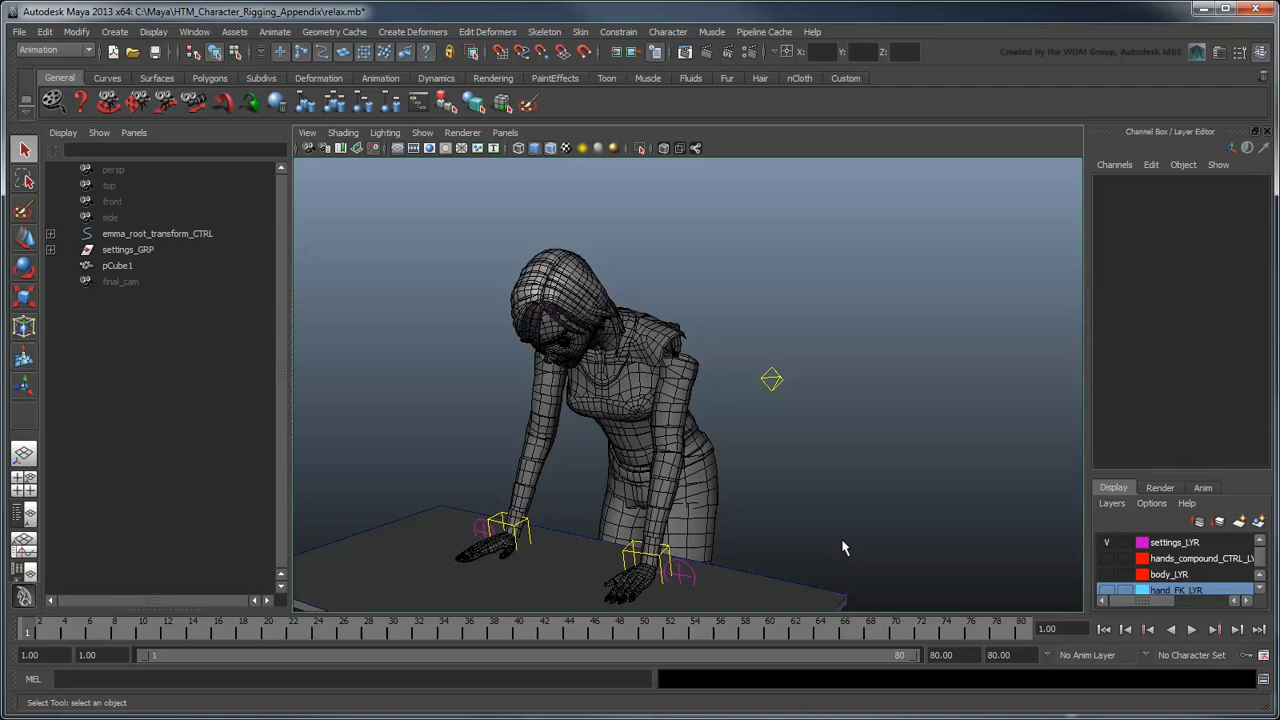 Autodesk Maya 2013 x64: C:\Maya\HTM_Character_Rigging_Appendix\relax.mb*
File Edit Modify Create Display Window Assets Animate Geometry Cache Create Deformers Edit Deformers Skeleton Skin Constrain Character Muscle Pipeline Cache Help
Animation X: Y: Z: Created by the WDM Group, Autodesk M&E
General Curves Surfaces Polygons Subdivs Deformation Animation Dynamics Rendering PaintEffects Toon Muscle Fluids Fur Hair nCloth Custom
Display Show Panels
View Shading Lighting Show Renderer Panels
Channel Box / Layer Editor
Channels Edit Object Show
persp
top
front
side
emma_root_transform_CTRL
settings_GRP
pCube1
final_cam
Display Render Anim
Layers Options Help
V settings_LYR
hands_compound_CTRL_LY
body_LYR
hand_FK_LYR
2 4 6 8 10 12 14 16 18 20 22 24 26 28 30 32 34 36 38 40 42 44 46 48 50 52 54 56 58 60 62 64 66 68 70 72 74 76 78 80
1 1.00
1.00 1.00 1 80 80.00 80.00 No Anim Layer No Character Set
MEL
Select Tool: select an object